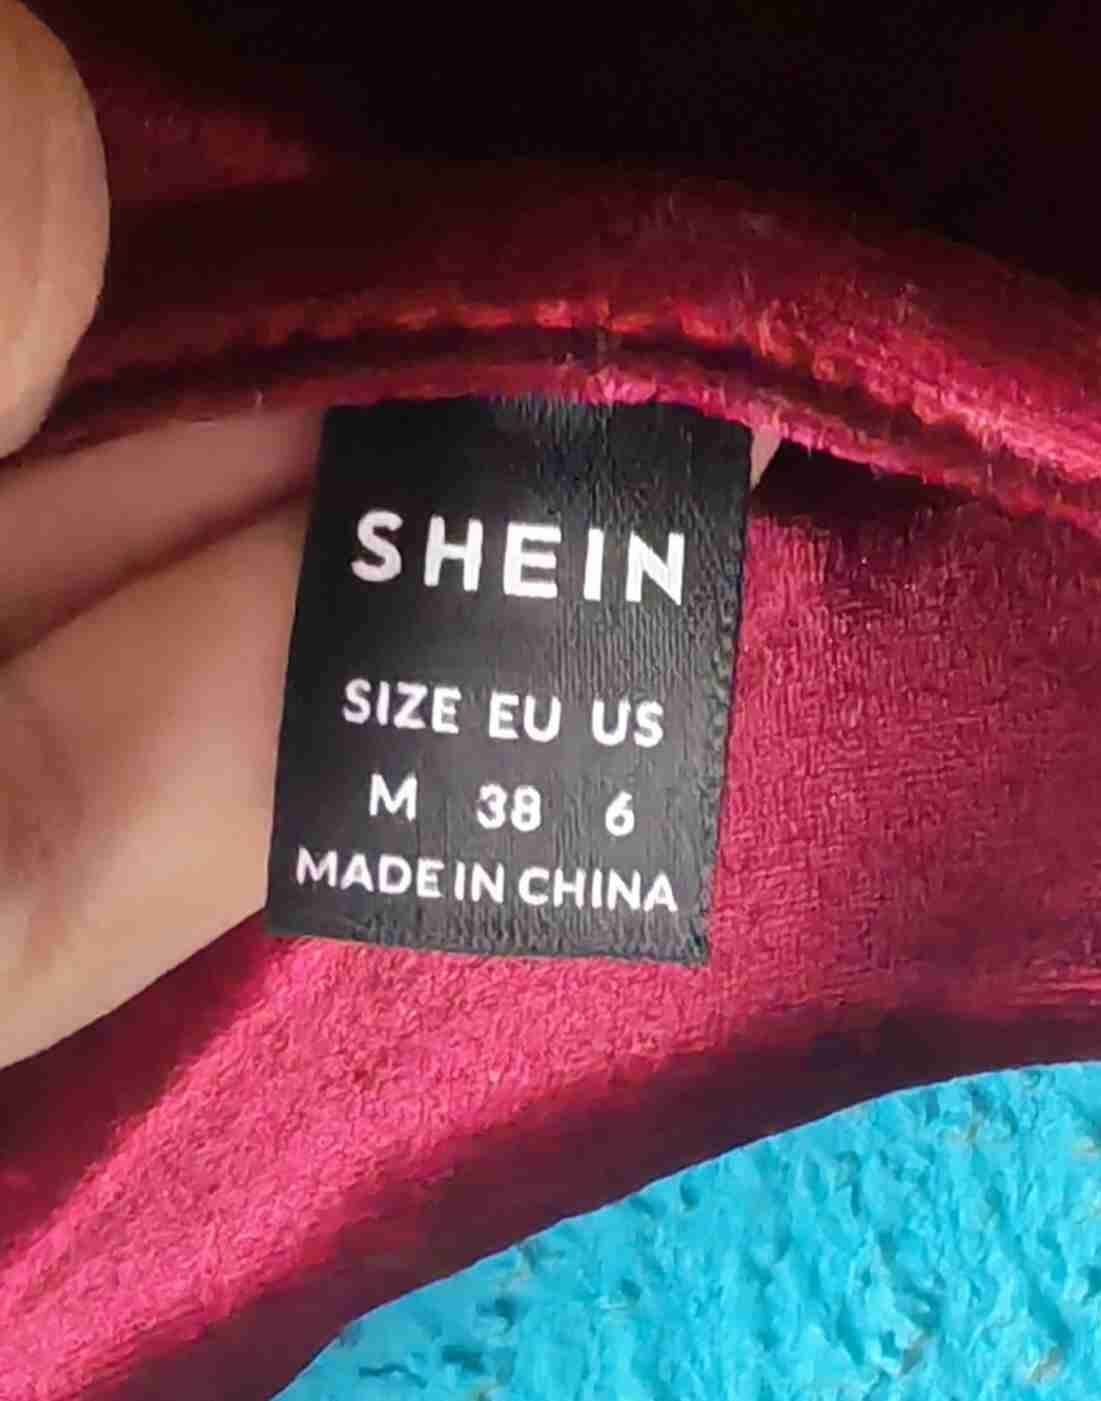 SHEIN
SIZE EU US
M 38 6
MADE IN CHINA